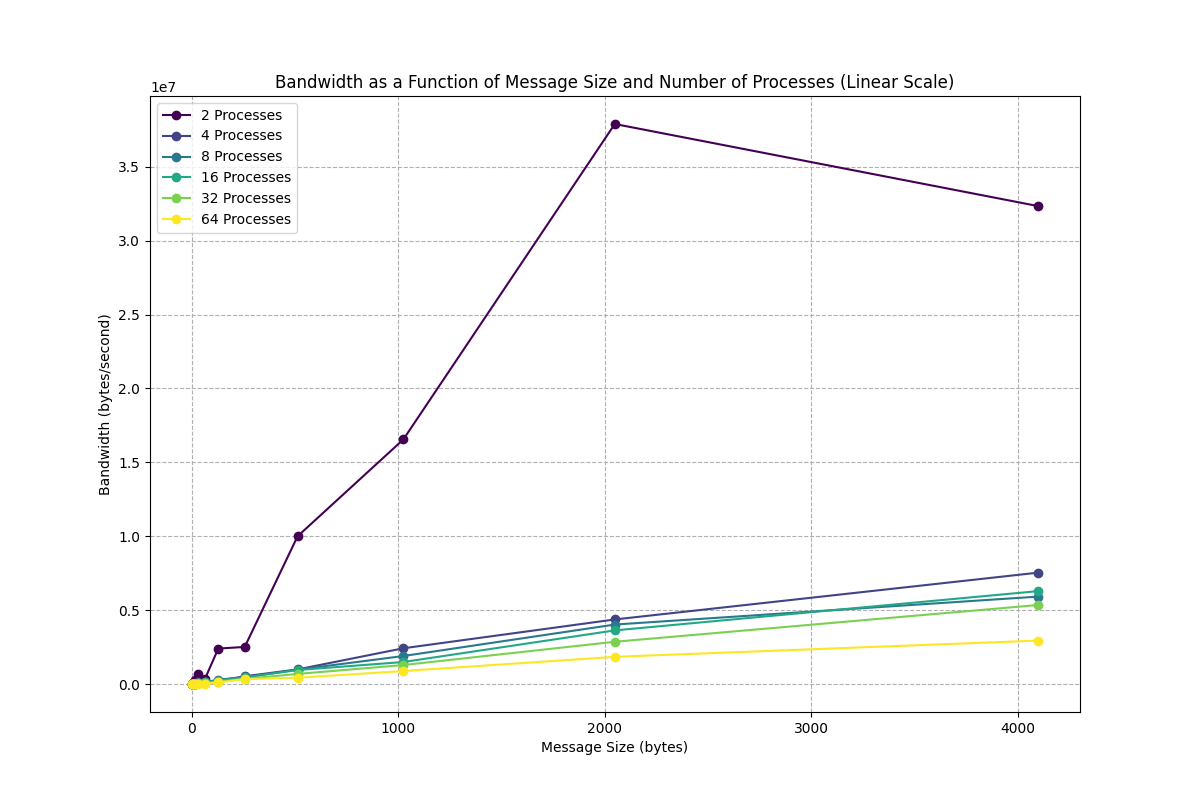 Bandwidth as a Function of Message Size and Number of Processes (Linear Scale)
1e7
2 Processes
4 Processes
8 Processes
16 Processes
32 Processes
64 Processes
3.5
3.0
2.5
2.0
1.5
1.0
0.5
0.0
Bandwidth (bytes/second)
0 1000 2000 3000 4000
Message Size (bytes)